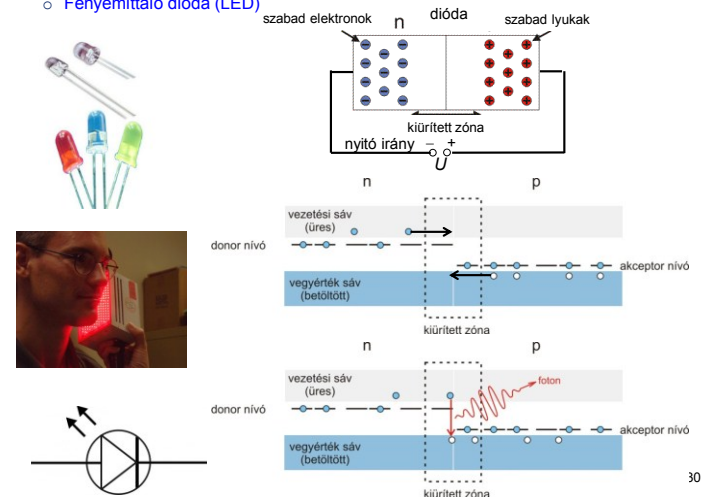 ○ Fényemittáló dióda (LED)
szabad elektronok
n
dióda
szabad lyukak
kiürített zóna
nyitó irány
− +
U
n
p
vezetési sáv
(üres)
donor nívó
akceptor nívó
vegyérték sáv
(betöltött)
kiürített zóna
n
p
vezetési sáv
(üres)
foton
donor nívó
akceptor nívó
vegyérték sáv
(betöltött)
kiürített zóna
30